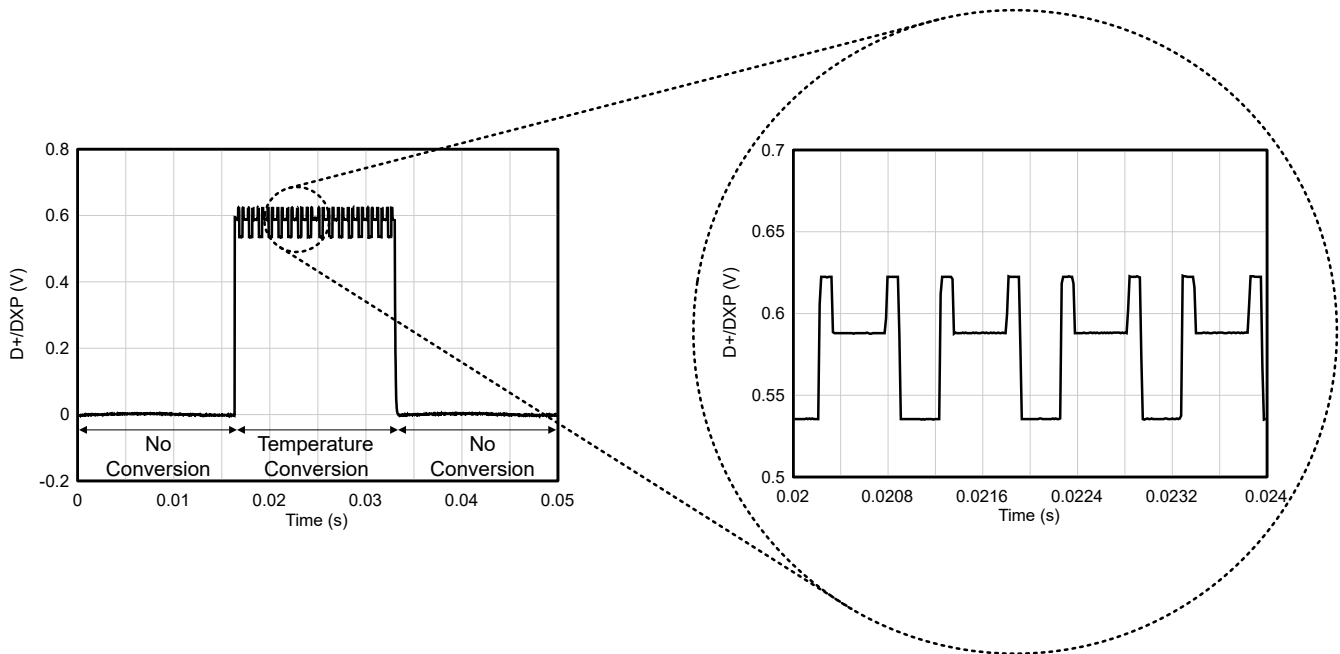 0.8
0.6
0.4
0.2
0
-0.2
D+/DXP (V)
No
Conversion
Temperature
Conversion
No
Conversion
0
0.01
0.02
0.03
0.04
0.05
Time (s)
0.7
0.65
0.6
0.55
0.5
D+/DXP (V)
0.02
0.0208
0.0216
0.0224
0.0232
0.024
Time (s)